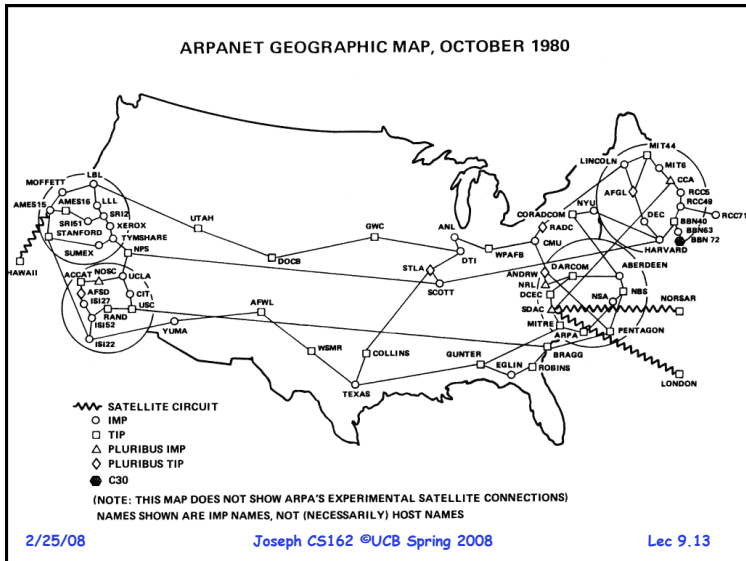 ARPANET GEOGRAPHIC MAP, OCTOBER 1980
MIT44
LINCOLN
MIT6
CCA
LBL
MOFFETT
AMES15
AMES16
LLL
STANFORD
SRI2
SRI51
XEROX
SUMEX
TYMSHARE
NPS
HAWAII
UTAH
DOCB
GWC
ANL
DTI
WPAFB
CORADCOM
RADC
CMU
NYU
AFGL
DEC
RCC5
RCC49
RCC71
BBN40
BBN63
BBN 72
HARVARD
ABERDEEN
STLA
SCOTT
ANDRW
DARCOM
NRL
DCEC
NSA
NBS
SDAC
NORSAR
MITRE
ARPA
PENTAGON
BRAGG
LONDON
ACCAT
NOSC
UCLA
AFSD
ISI27
CIT
RAND
USC
ISI52
ISI22
YUMA
AFWL
WSMR
COLLINS
TEXAS
GUNTER
EGLIN
ROBINS
SATELLITE CIRCUIT
IMP
TIP
PLURIBUS IMP
PLURIBUS TIP
C30
(NOTE: THIS MAP DOES NOT SHOW ARPA'S EXPERIMENTAL SATELLITE CONNECTIONS)
NAMES SHOWN ARE IMP NAMES, NOT (NECESSARILY) HOST NAMES
2/25/08 Joseph CS162 ©UCB Spring 2008 Lec 9.13